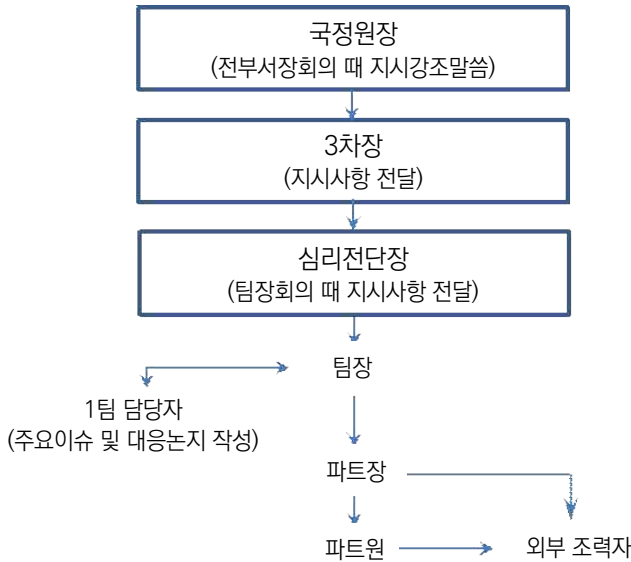 국정원장
(전부서장회의 때 지시강조말씀)
3차장
(지시사항 전달)
심리전단장
(팀장회의 때 지시사항 전달)
팀장
1팀 담당자
(주요이슈 및 대응논지 작성)
파트장
파트원
외부 조력자